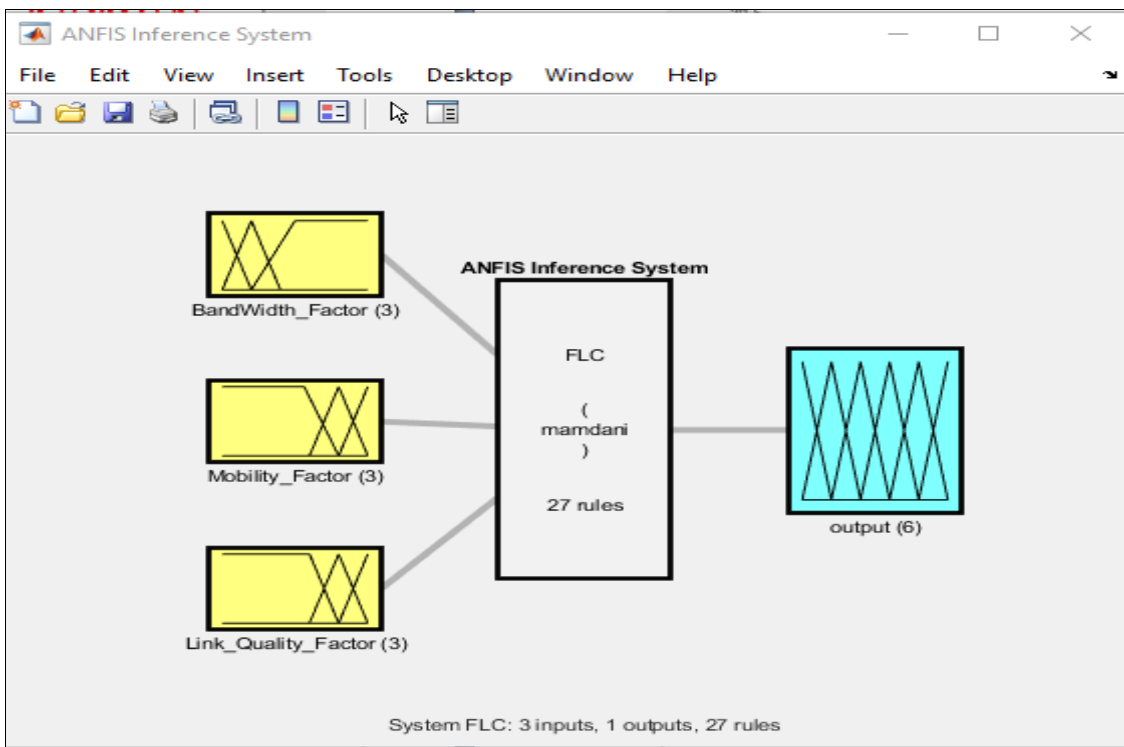 ANFIS Inference System
File Edit View Insert Tools Desktop Window Help
BandWidth_Factor (3)
Mobility_Factor (3)
Link_Quality_Factor (3)
ANFIS Inference System
FLC
(
mamdani
)
27 rules
output (6)
System FLC: 3 inputs, 1 outputs, 27 rules